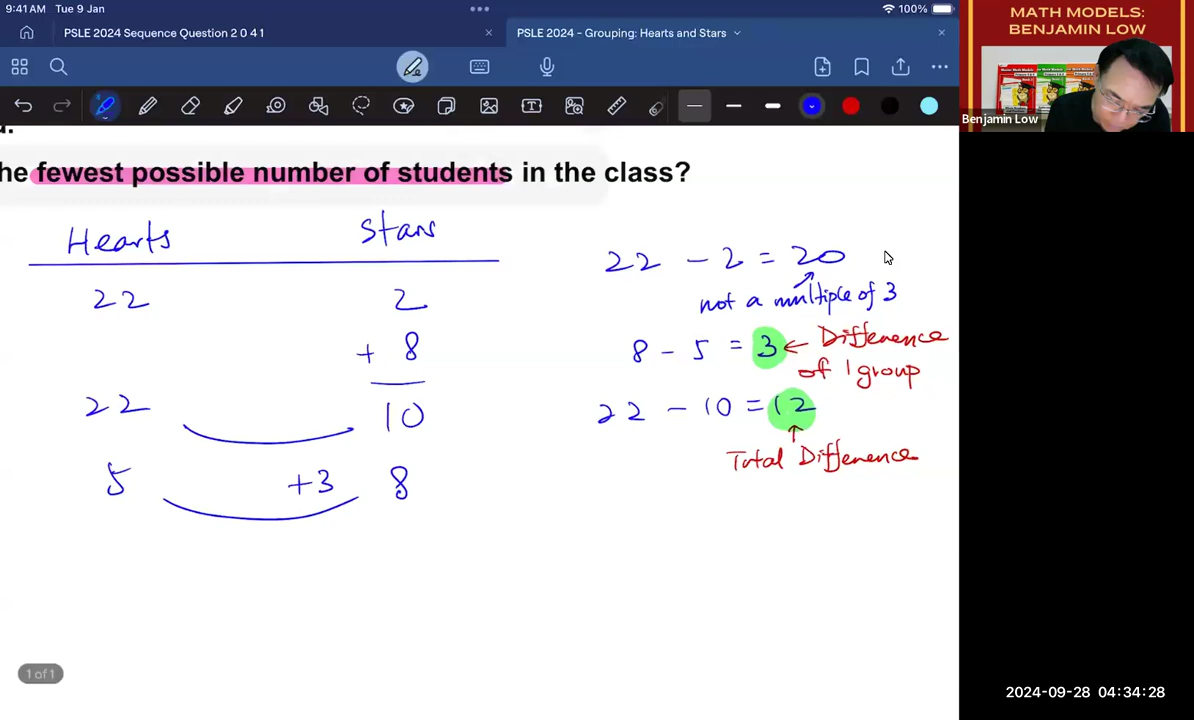 9:41 AM Tue 9 Jan
100%
PSLE 2024 Sequence Question 2 0 4 1
PSLE 2024 - Grouping: Hearts and Stars
MATH MODELS:
BENJAMIN LOW
Benjamin Low
he fewest possible number of students in the class?
Hearts Stars
22 2
+ 8
22 10
5 +3 8
22 - 2 = 20
not a multiple of 3
8 - 5 = 3 ← Difference
of 1 group
22 - 10 = 12
Total Difference
1 of 1
2024-09-28 04:34:28